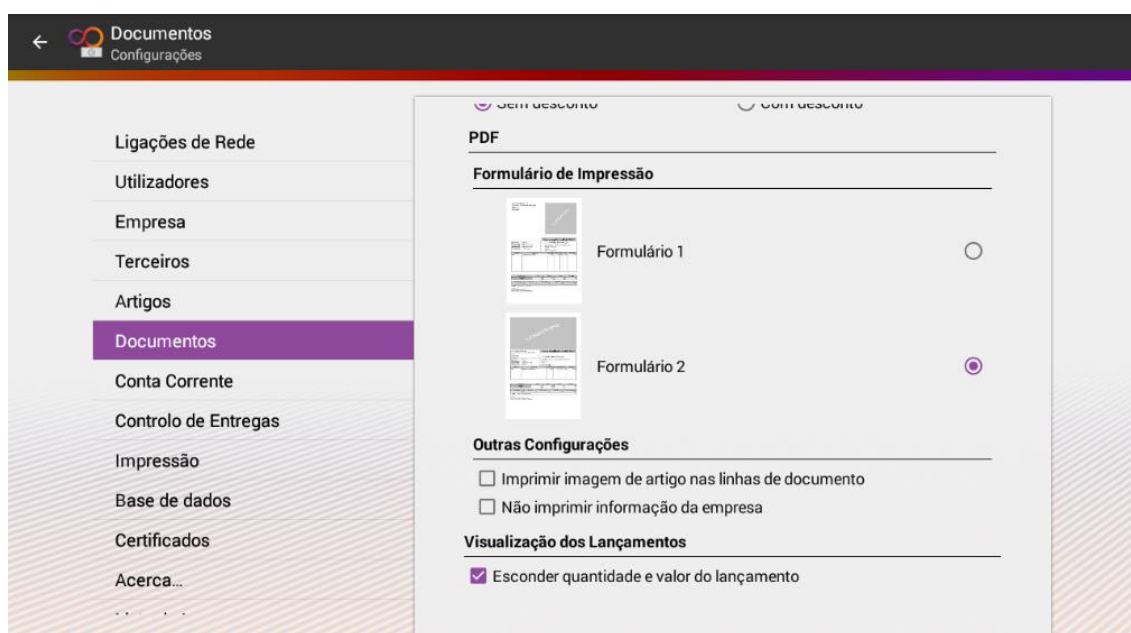 Documentos
Configurações
Ligações de Rede
Utilizadores
Empresa
Terceiros
Artigos
Documentos
Conta Corrente
Controlo de Entregas
Impressão
Base de dados
Certificados
Acerca...
Sem desconto
Com desconto
PDF
Formulário de Impressão
Formulário 1
Formulário 2
Outras Configurações
Imprimir imagem de artigo nas linhas de documento
Não imprimir informação da empresa
Visualização dos Lançamentos
Esconder quantidade e valor do lançamento